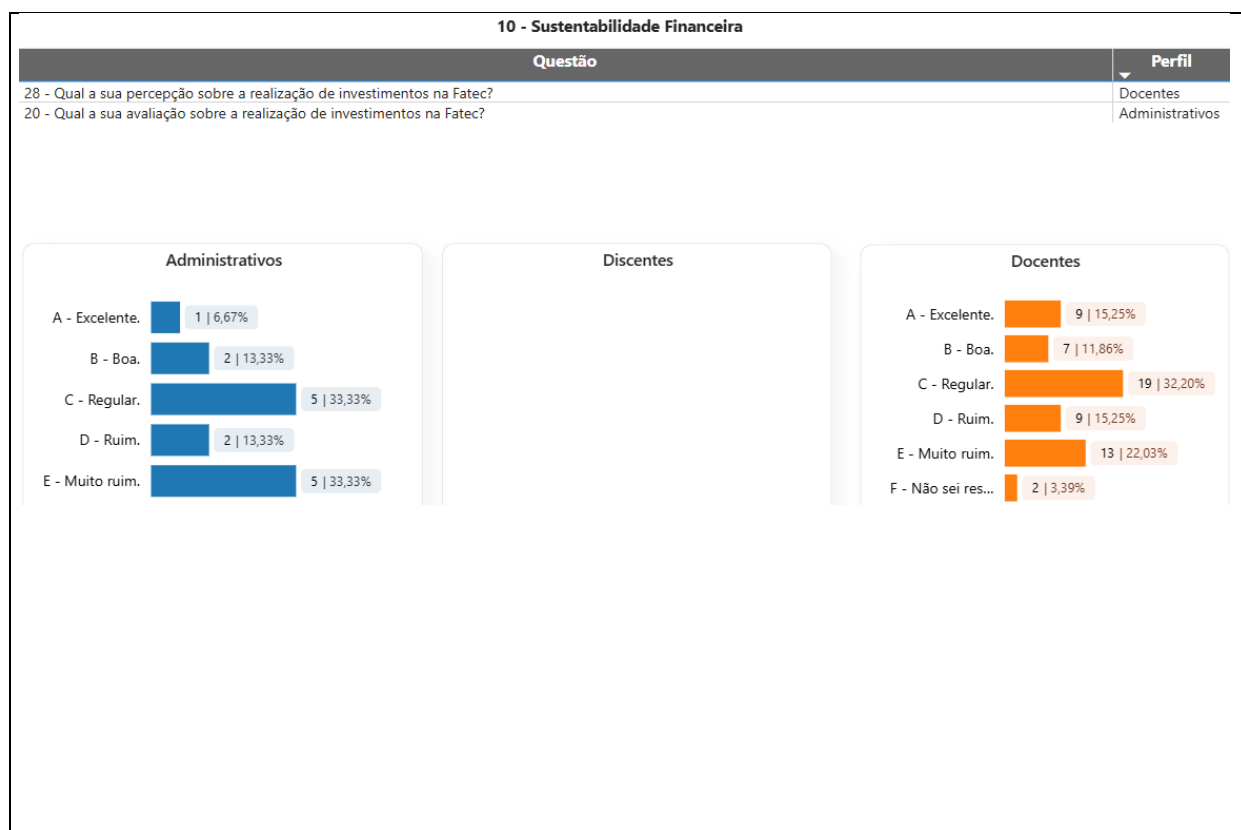 10 - Sustentabilidade Financeira
Questão Perfil
28 - Qual a sua percepção sobre a realização de investimentos na Fatec? Docentes
20 - Qual a sua avaliação sobre a realização de investimentos na Fatec? Administrativos
Administrativos
A - Excelente. 1 | 6,67%
B - Boa. 2 | 13,33%
C - Regular. 5 | 33,33%
D - Ruim. 2 | 13,33%
E - Muito ruim. 5 | 33,33%
Discentes
Docentes
A - Excelente. 9 | 15,25%
B - Boa. 7 | 11,86%
C - Regular. 19 | 32,20%
D - Ruim. 9 | 15,25%
E - Muito ruim. 13 | 22,03%
F - Não sei res... 2 | 3,39%